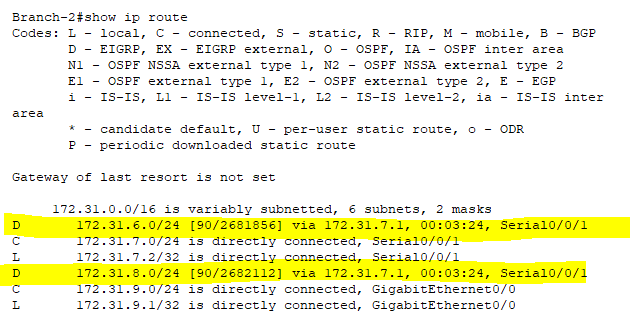 Branch-2#show ip route
Codes: L - local, C - connected, S - static, R - RIP, M - mobile, B - BGP
D - EIGRP, EX - EIGRP external, O - OSPF, IA - OSPF inter area
N1 - OSPF NSSA external type 1, N2 - OSPF NSSA external type 2
E1 - OSPF external type 1, E2 - OSPF external type 2, E - EGP
i - IS-IS, L1 - IS-IS level-1, L2 - IS-IS level-2, ia - IS-IS inter
area
* - candidate default, U - per-user static route, o - ODR
P - periodic downloaded static route
Gateway of last resort is not set
172.31.0.0/16 is variably subnetted, 6 subnets, 2 masks
D 172.31.6.0/24 [90/2681856] via 172.31.7.1, 00:03:24, Serial0/0/1
C 172.31.7.0/24 is directly connected, Serial0/0/1
L 172.31.7.2/32 is directly connected, Serial0/0/1
D 172.31.8.0/24 [90/2682112] via 172.31.7.1, 00:03:24, Serial0/0/1
C 172.31.9.0/24 is directly connected, GigabitEthernet0/0
L 172.31.9.1/32 is directly connected, GigabitEthernet0/0